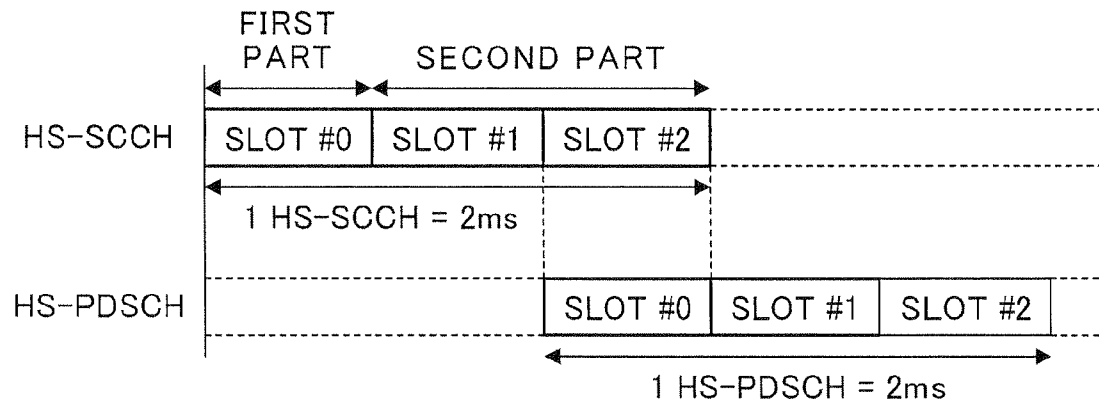 FIRST
PART
SECOND PART
HS-SCCH
SLOT #0
SLOT #1
SLOT #2
1 HS-SCCH = 2ms
HS-PDSCH
SLOT #0
SLOT #1
SLOT #2
1 HS-PDSCH = 2ms